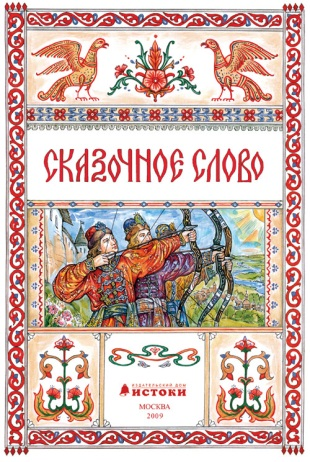 СКАЗОЧНОЕ СЛОВО
ИЗДАТЕЛЬСКИЙ ДОМ
ИСТОКИ
МОСКВА
2009